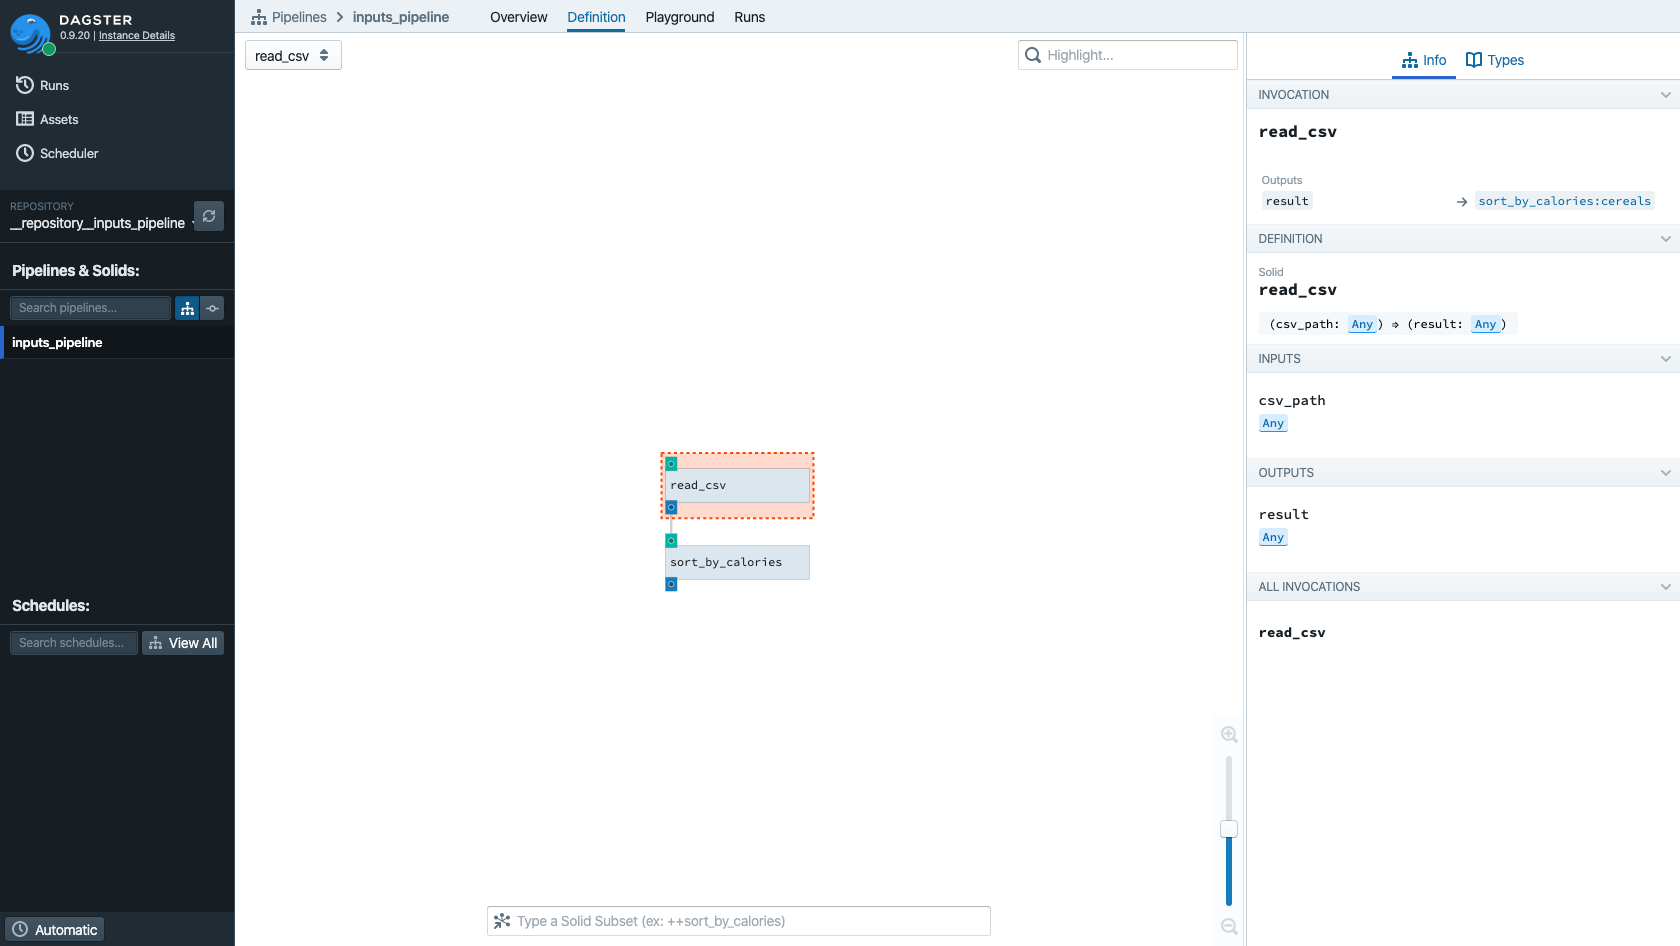 DAGSTER
0.9.20 | Instance Details
Runs
Assets
Scheduler
REPOSITORY
__repository__inputs_pipeline
Pipelines & Solids:
Search pipelines...
inputs_pipeline
Schedules:
Search schedules...
View All
Automatic
Pipelines > inputs_pipeline
Overview
Definition
Playground
Runs
read_csv
Highlight...
read_csv
sort_by_calories
Type a Solid Subset (ex: ++sort_by_calories)
Info
Types
INVOCATION
read_csv
Outputs
result → sort_by_calories:cereals
DEFINITION
Solid
read_csv
(csv_path: Any) ⇒ (result: Any)
INPUTS
csv_path
Any
OUTPUTS
result
Any
ALL INVOCATIONS
read_csv